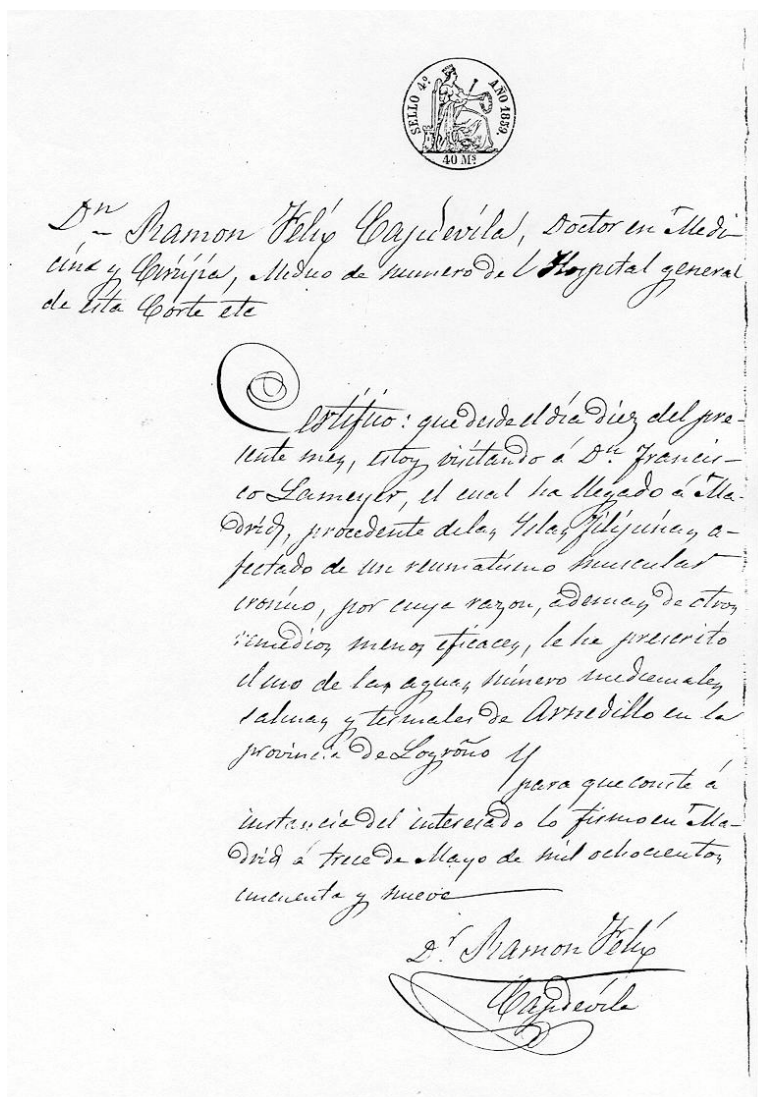 SELLO 4º. AÑO 1859.
40 Mˢ
Dⁿ Ramon Felix Capdevila, Doctor en Medi-
cina y Cirujia, Medico de numero del Hospital general
de esta Corte etc
Certifico: que desde el día diez del pre-
sente mes, estoy visitando á Dⁿ. Francis-
co Lameyer, el cual ha llegado á Ma-
drid, procedente de las Yslas Filipinas a-
fectado de un reumatismo muscular
cronico, por cuya razon, ademas de otros
remedios menos eficaces, le he prescrito
el uso de las aguas minero medicinales
salinas y termales de Arnedillo en la
provincia de Logroño Y
para que conste á
instancia del interesado lo firmo en Ma-
drid á trece de Mayo de mil ochocientos
cincuenta y nueve
Dʳ. Ramon Felix
Capdevila